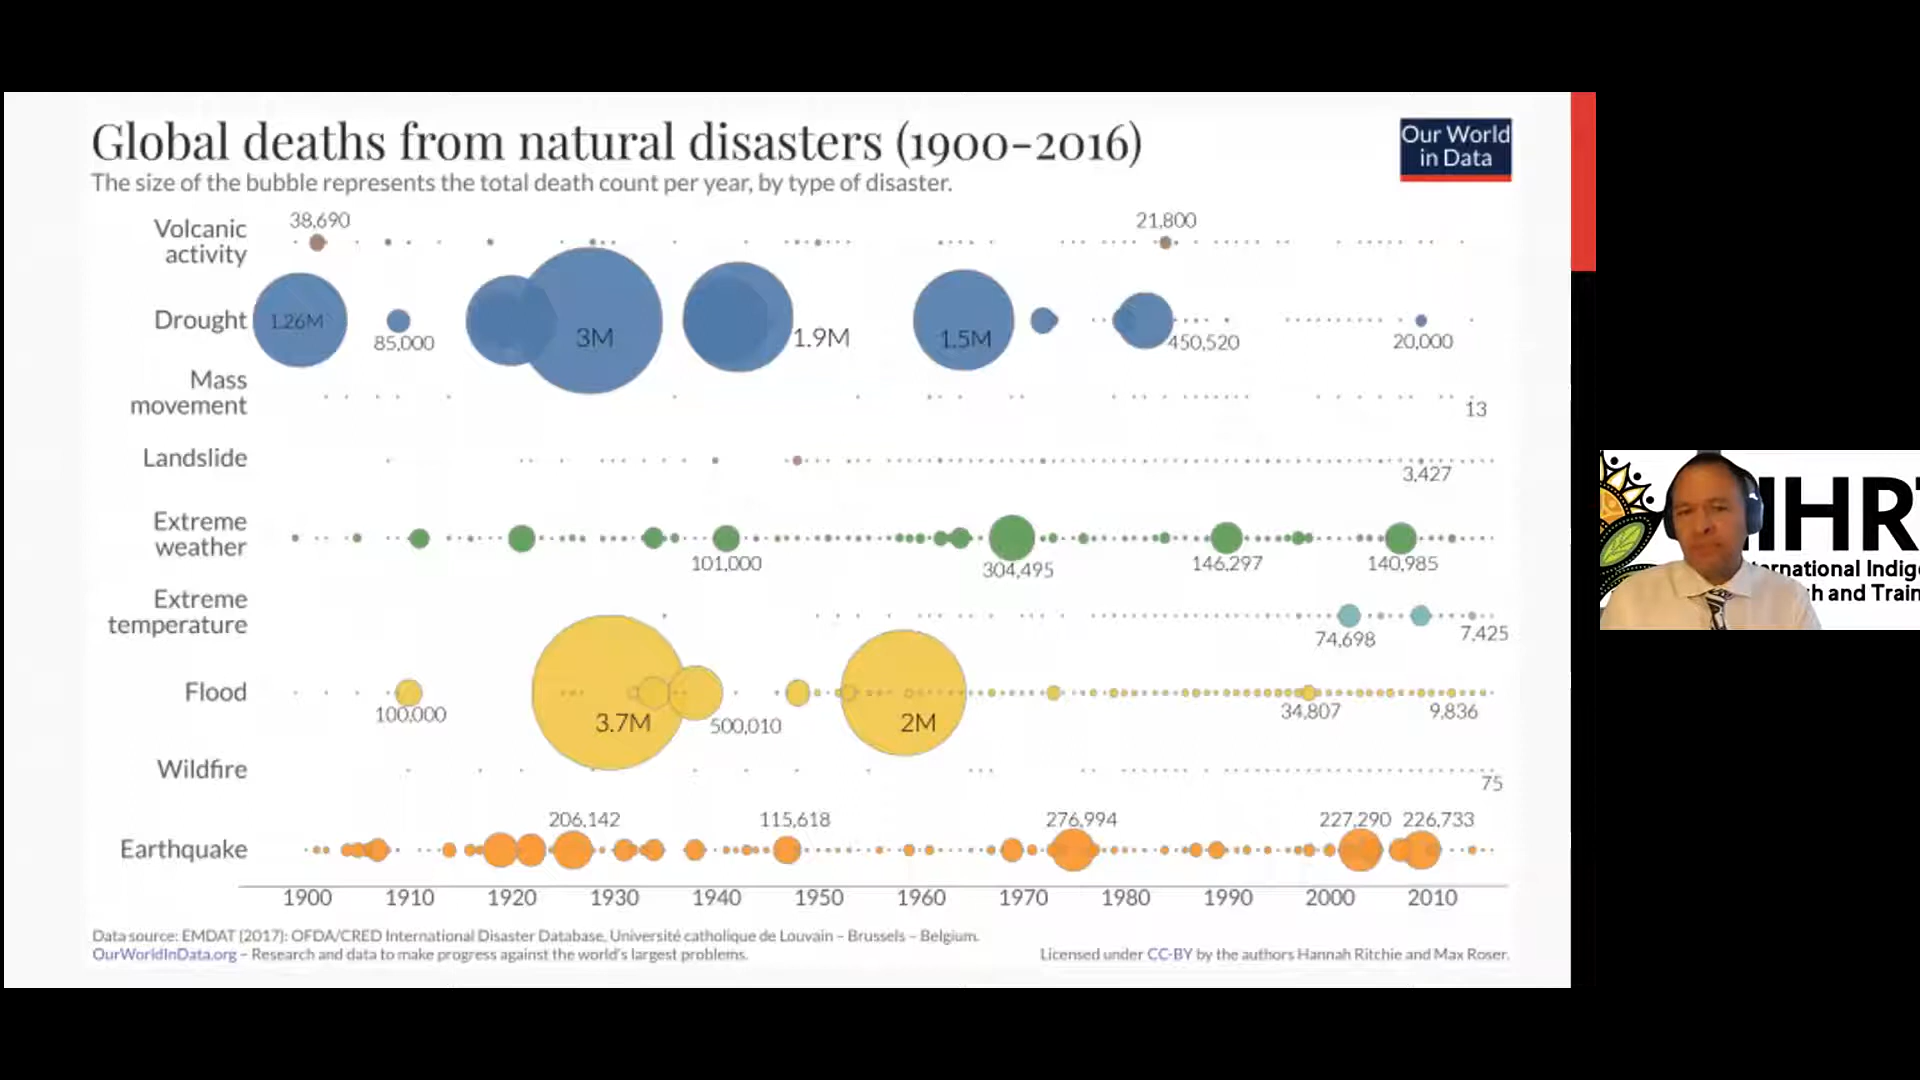 Global deaths from natural disasters (1900-2016)
The size of the bubble represents the total death count per year, by type of disaster.
Our World
in Data
38,690
21,800
Volcanic
activity
Drought
1.26M
85,000
3M
1.9M
1.5M
450,520
20,000
Mass
movement
13
Landslide
3,427
Extreme
weather
101,000
304,495
146,297
140,985
Extreme
temperature
74,698
7,425
Flood
100,000
3.7M
500,010
2M
34,807
9,836
Wildfire
75
206,142
115,618
276,994
227,290
226,733
Earthquake
1900
1910
1920
1930
1940
1950
1960
1970
1980
1990
2000
2010
Data source: EMDAT (2017): OFDA/CRED International Disaster Database, Université catholique de Louvain – Brussels – Belgium.
OurWorldInData.org – Research and data to make progress against the world's largest problems.
Licensed under CC-BY by the authors Hannah Ritchie and Max Roser.